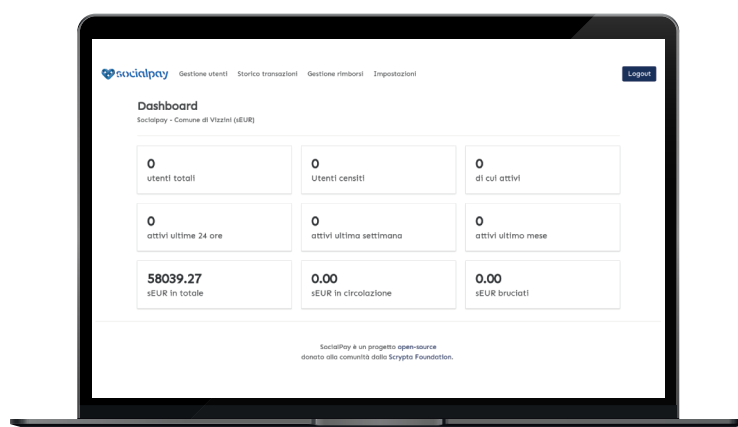 socialpay Gestione utenti Storico transazioni Gestione rimborsi Impostazioni Logout
Dashboard
Socialpay - Comune di Vizzini (sEUR)
0 0 0
utenti totali Utenti censiti di cui attivi
0 0 0
attivi ultime 24 ore attivi ultima settimana attivi ultimo mese
58039.27 0.00 0.00
sEUR in totale sEUR in circolazione sEUR bruciati
SocialPay è un progetto open-source
donato alla comunità dalla Scrypta Foundation.